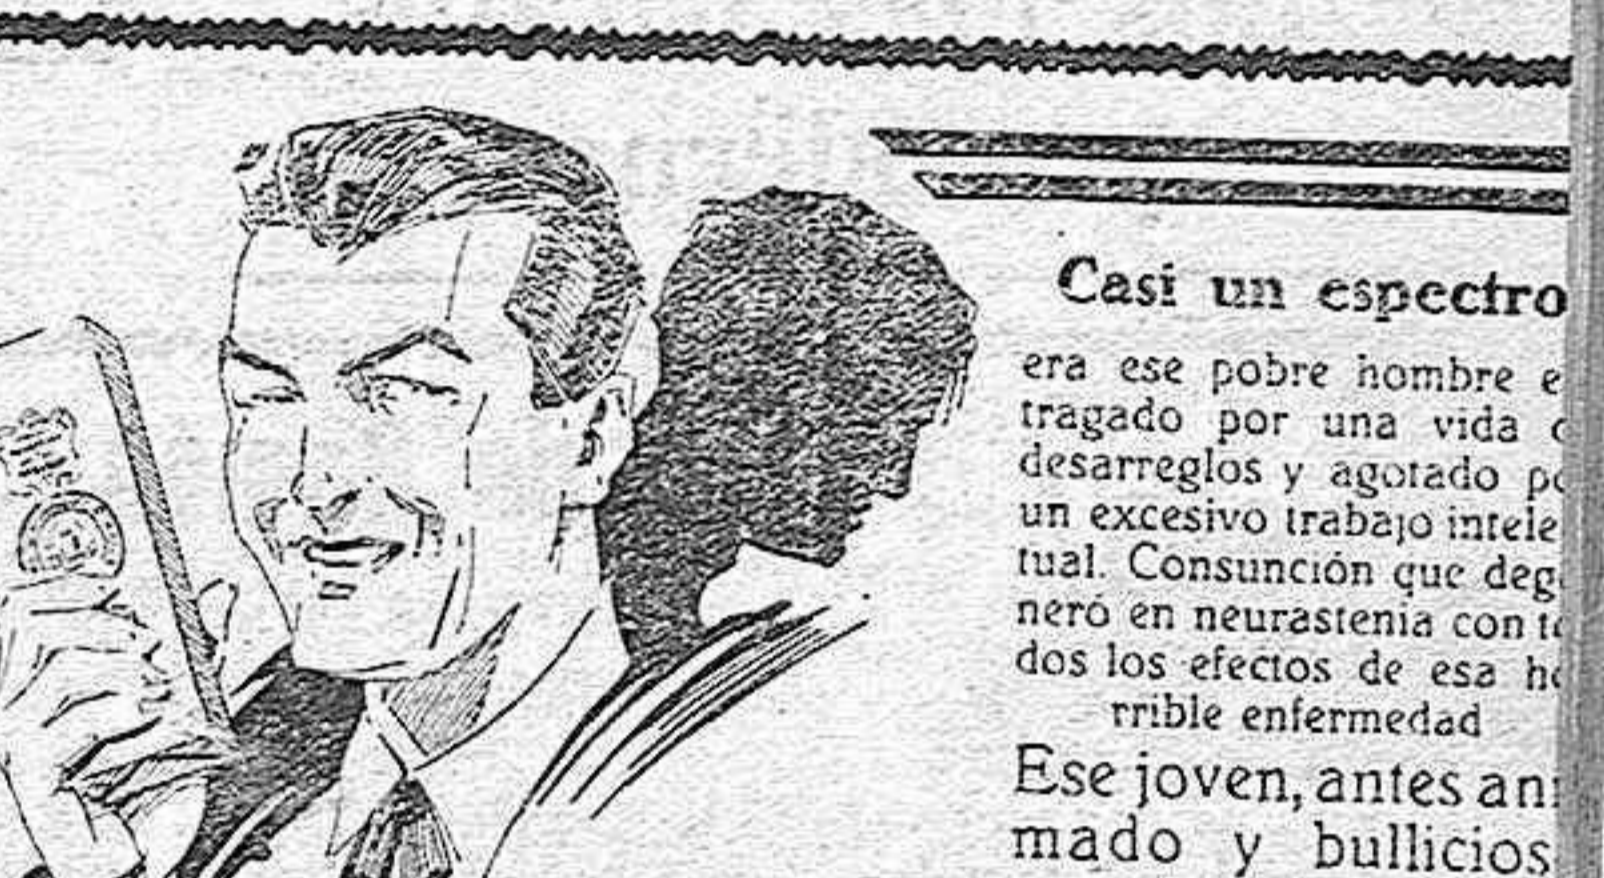 Casi un espectro
era ese pobre hombre e
tragado por una vida
desarreglos y agotado po
un excesivo trabajo intele
tual. Consunción que deg
neró en neurastenia con to
dos los efectos de esa ho
rrible enfermedad
Ese joven, antes ani
mado y bullicios